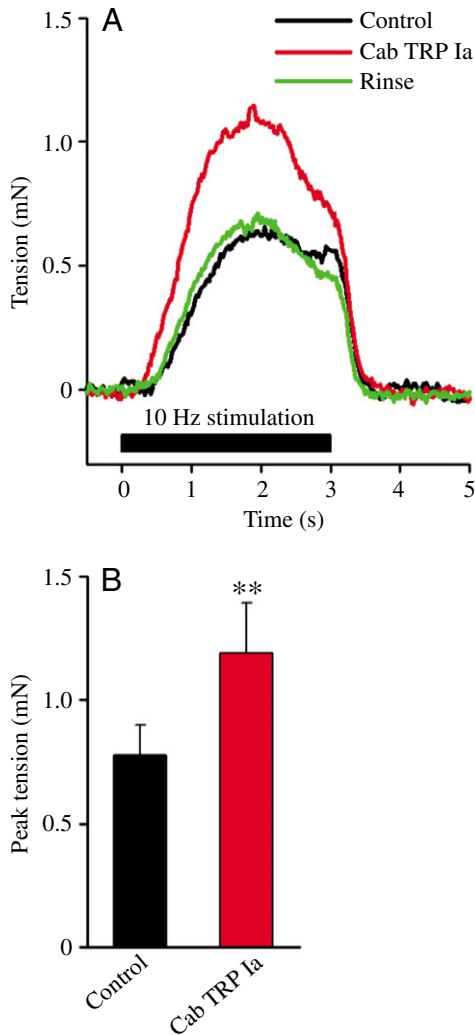 A
Control
Cab TRP Ia
Rinse
1.5
1.0
0.5
0
Tension (mN)
10 Hz stimulation
0 1 2 3 4 5
Time (s)
B
**
1.5
1.0
0.5
0
Peak tension (mN)
Control
Cab TRP Ia